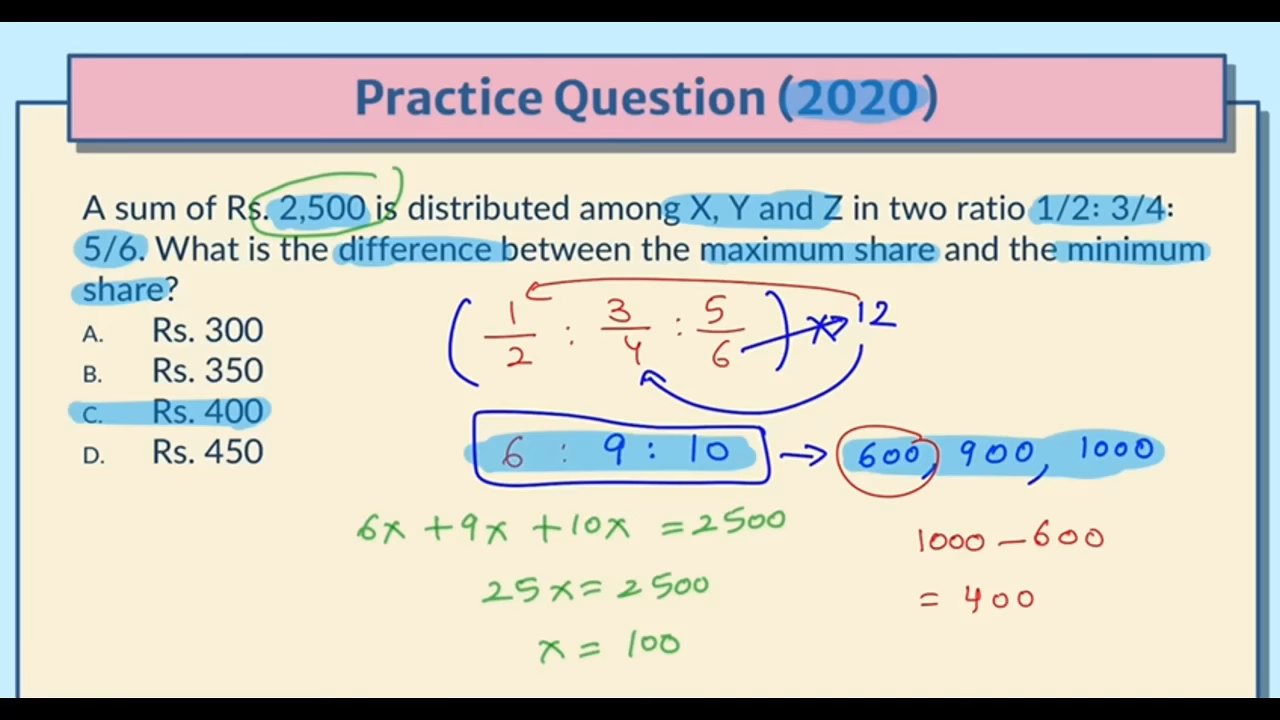 Practice Question (2020)
A sum of Rs. 2,500 is distributed among X, Y and Z in two ratio 1/2: 3/4:
5/6. What is the difference between the maximum share and the minimum
share?
A. Rs. 300
B. Rs. 350
C. Rs. 400
D. Rs. 450
(1/2 : 3/4 : 5/6) × 12
6 : 9 : 10 → 600, 900, 1000
6x + 9x + 10x = 2500
25x = 2500
x = 100
1000 - 600
= 400